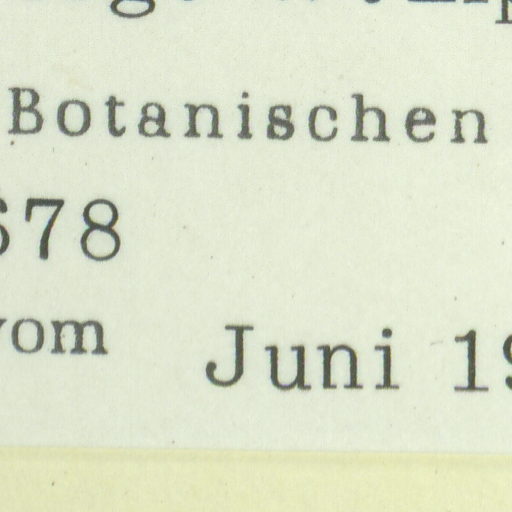 Botanischen
678
vom
Juni 19